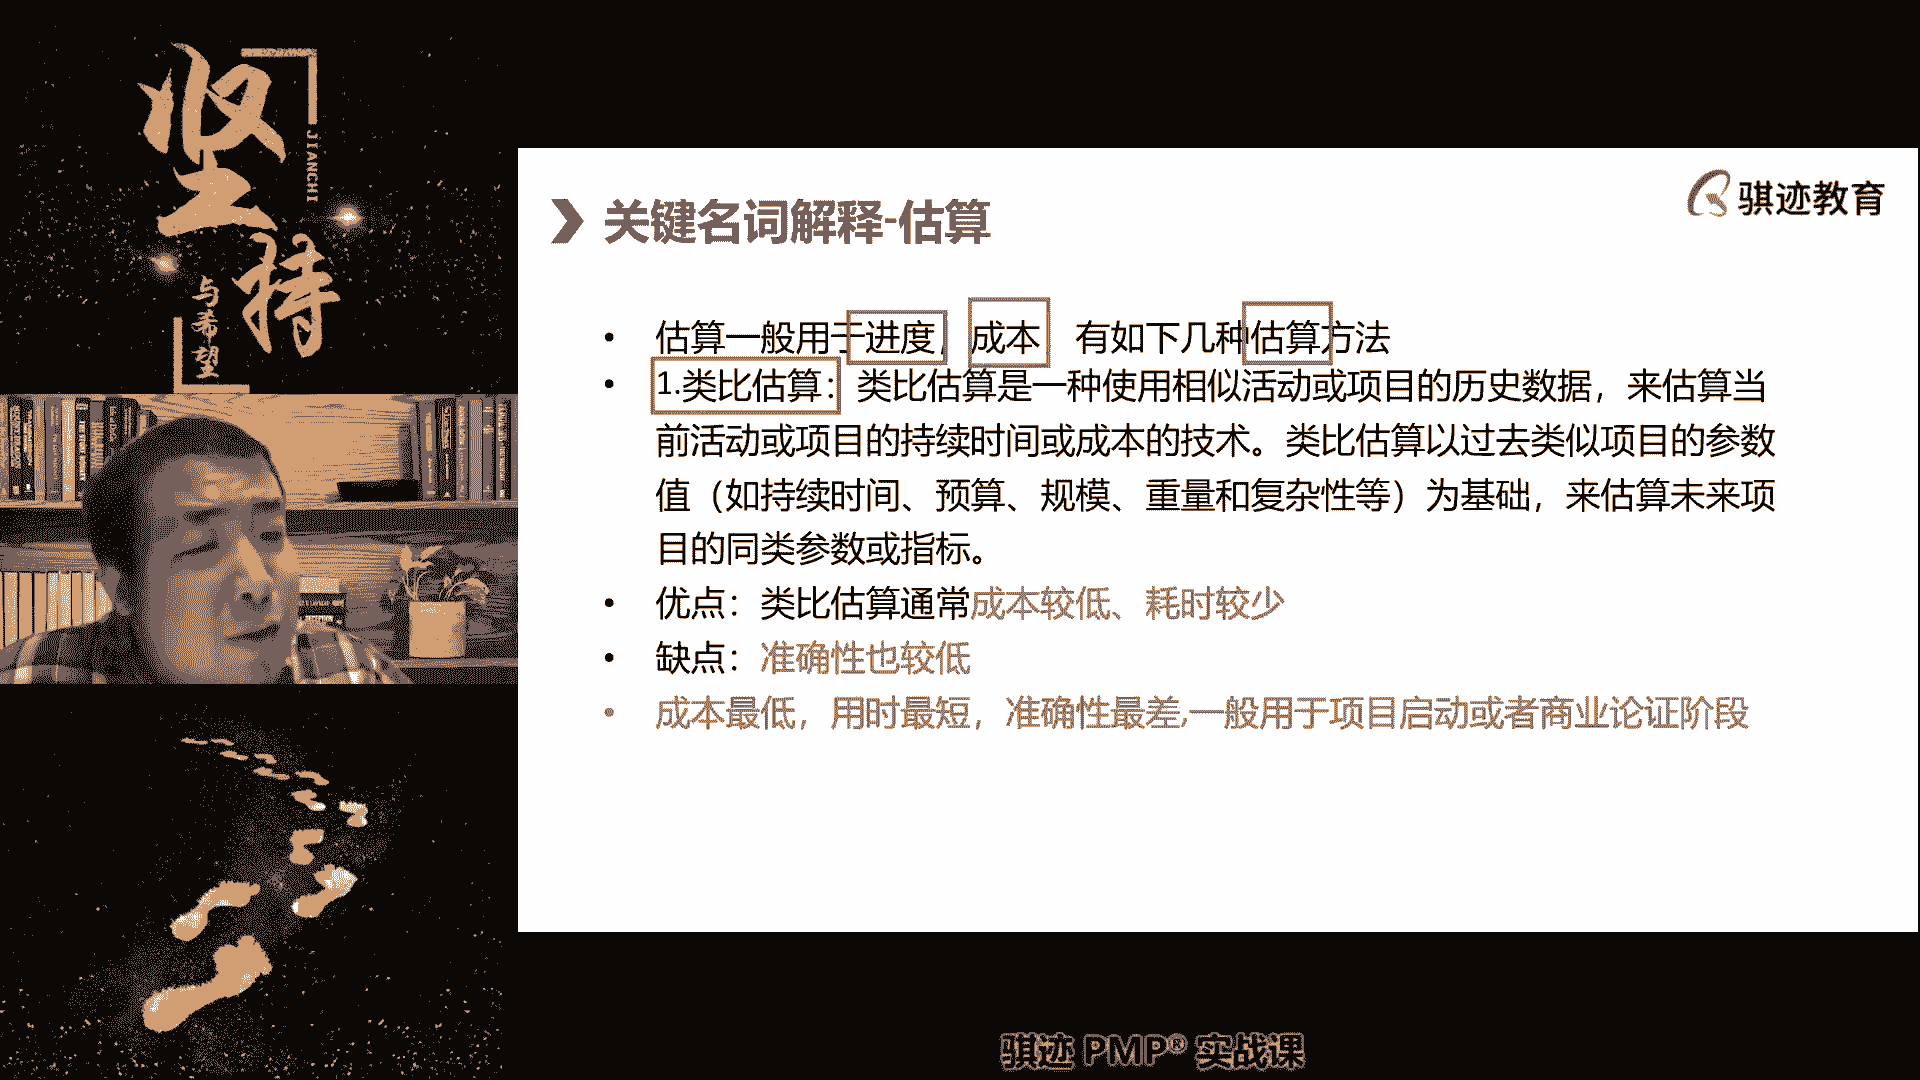 坚持
JIANCHI
与希望
骐迹教育
关键名词解释-估算
• 估算一般用于进度, 成本 有如下几种估算方法
• 1.类比估算：类比估算是一种使用相似活动或项目的历史数据，来估算当
前活动或项目的持续时间或成本的技术。类比估算以过去类似项目的参数
值（如持续时间、预算、规模、重量和复杂性等）为基础，来估算未来项
目的同类参数或指标。
• 优点：类比估算通常成本较低、耗时较少
• 缺点：准确性也较低
• 成本最低，用时最短，准确性最差,一般用于项目启动或者商业论证阶段
骐迹 PMP® 实战课